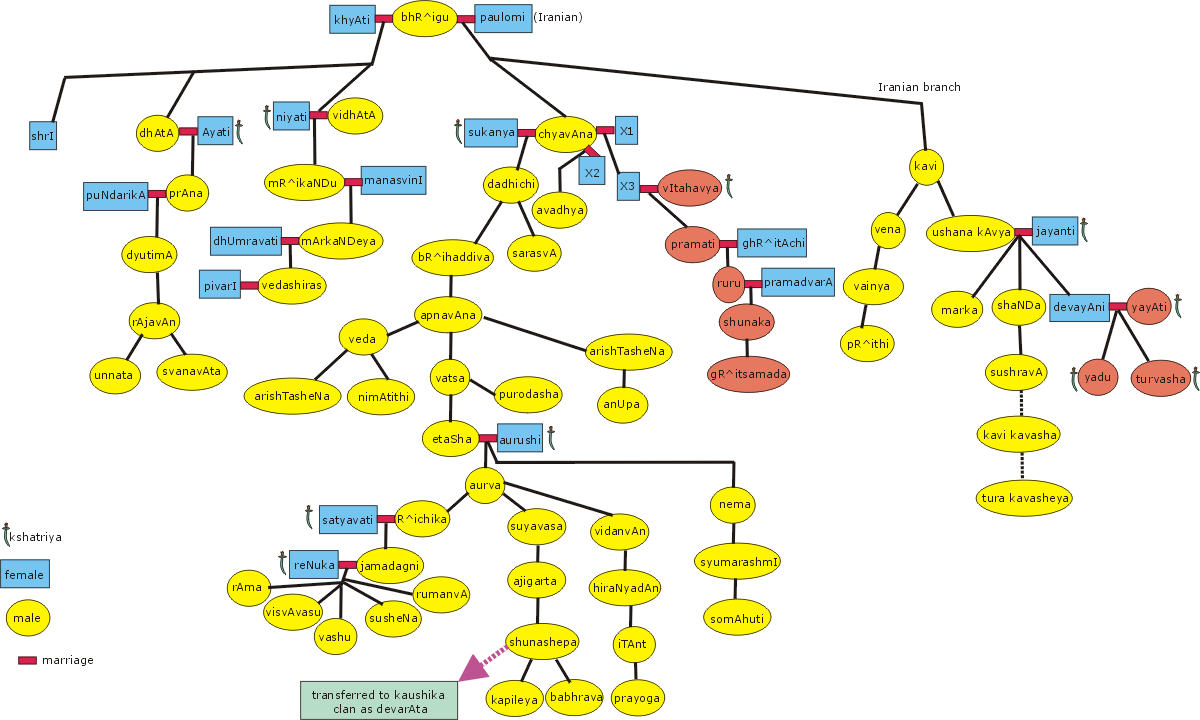 khyAti
bhR^igu
paulomi
(Iranian)
Iranian branch
shrI
dhAtA
Ayati
niyati
vidhAtA
sukanya
chyavAna
X1
X2
X3
vItahavya
kavi
puNdarikA
prAna
mR^ikaNDu
manasvinI
dadhichi
avadhya
vena
ushana kAvya
jayanti
dyutimA
dhUmravati
mArkaNDeya
bR^ihaddiva
sarasvA
pramati
ghR^itAchi
pivarI
vedashiras
ruru
pramadvarA
vainya
marka
shaNDa
devayAni
yayAti
rAjavAn
apnavAna
veda
shunaka
pR^ithi
arishTasheNa
unnata
svanavAta
vatsa
gR^itsamada
sushravA
yadu
turvasha
arishTasheNa
nimAtithi
purodasha
anUpa
etaSha
aurushi
kavi kavasha
aurva
nema
tura kavasheya
satyavati
R^ichika
suyavasa
vidanvAn
kshatriya
reNuka
jamadagni
syumarashmI
female
rAma
rumanvA
ajigarta
hiraNyadAn
visvAvasu
susheNa
somAhuti
male
vashu
shunashepa
iTAnt
marriage
transferred to kaushika
clan as devarAta
kapileya
babhrava
prayoga